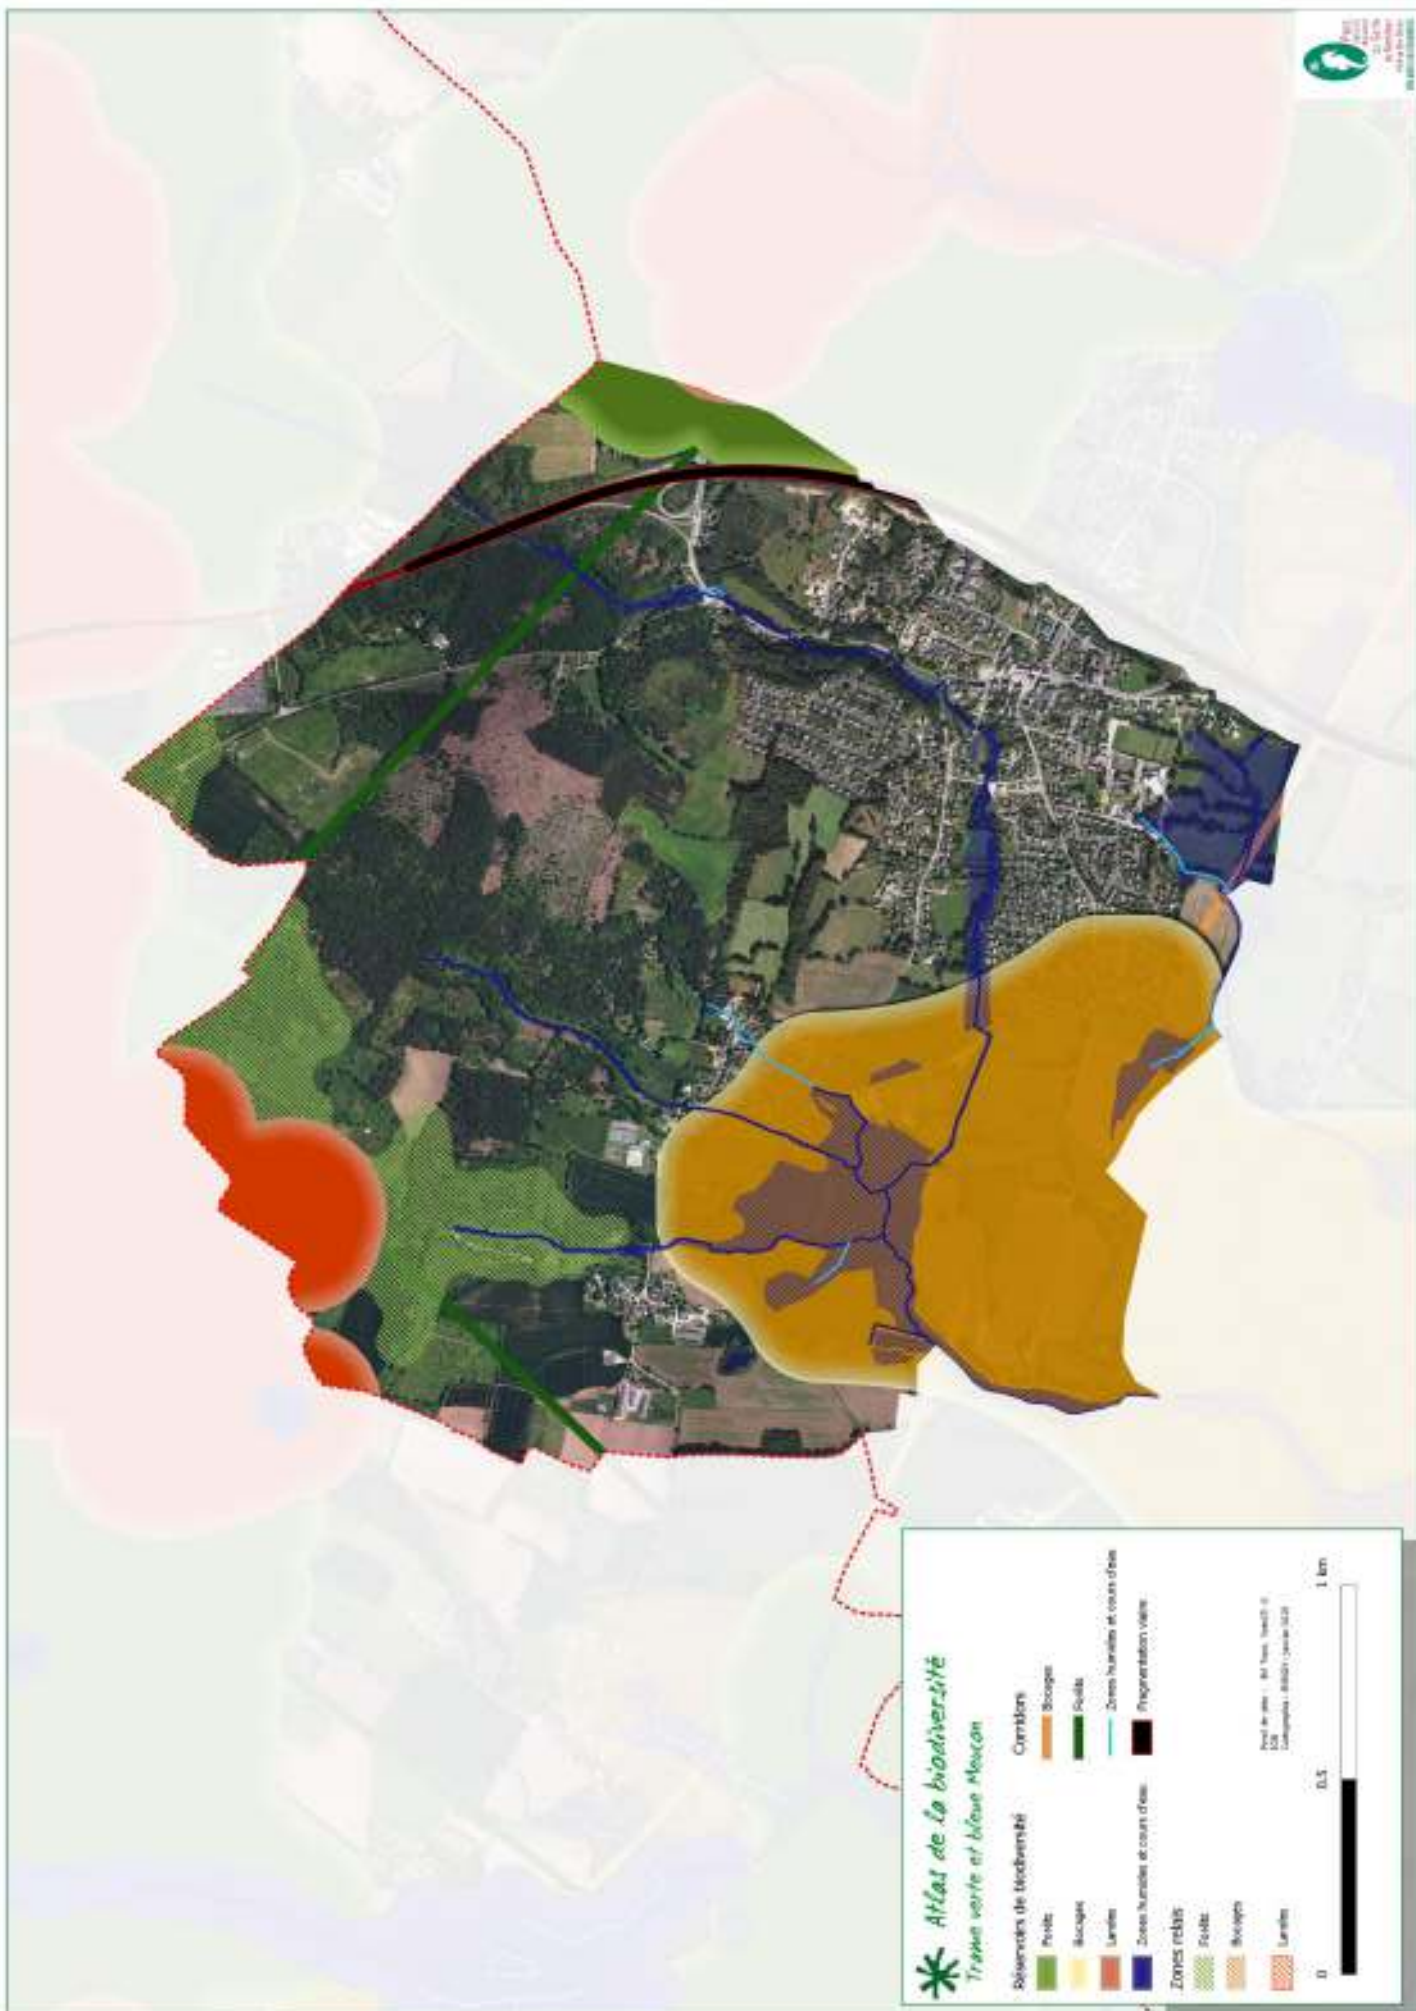 Atlas de la biodiversité
Trame verte et bleue Meucon
Réservoirs de biodiversité
Forêts
Bocages
Landes
Zones humides et cours d'eau
Zones relais
Forêts
Bocages
Landes
Corridors
Bocages
Forêts
Zones humides et cours d'eau
Fragmentation viaire
0
0.5
1 km
Parc